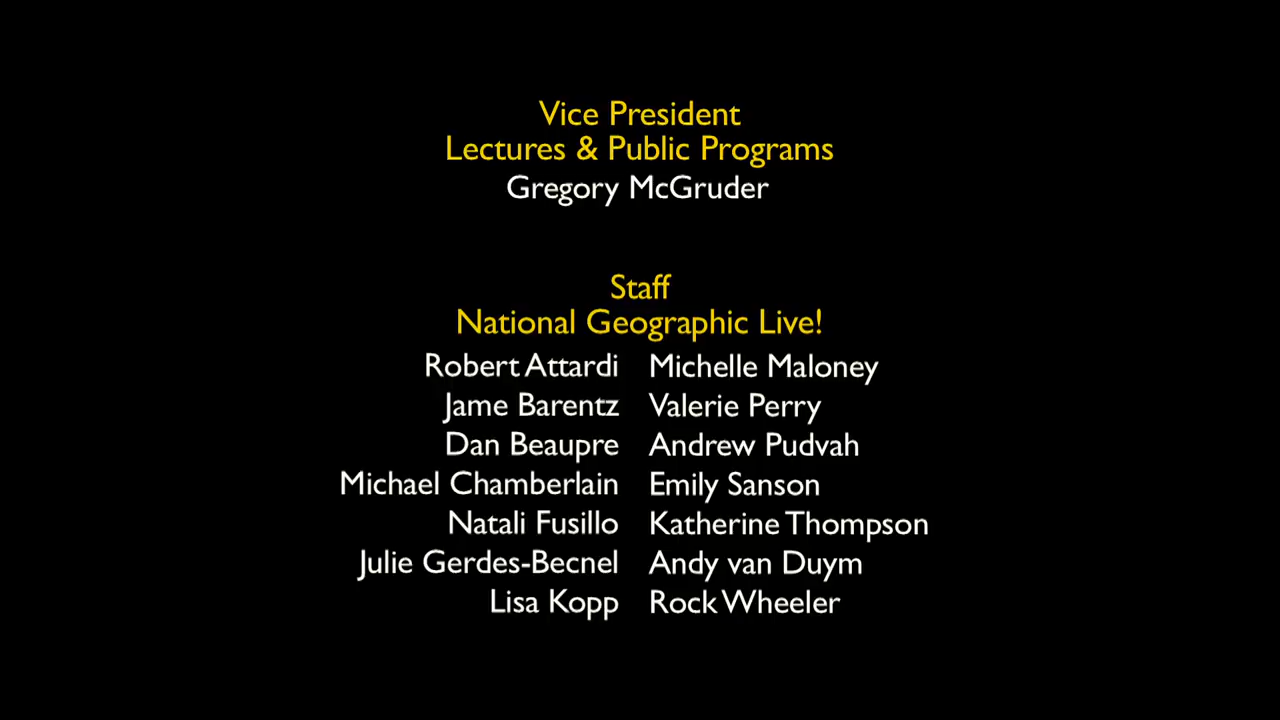 Vice President
Lectures & Public Programs
Gregory McGruder
Staff
National Geographic Live!
Robert Attardi Michelle Maloney
Jame Barentz Valerie Perry
Dan Beaupre Andrew Pudvah
Michael Chamberlain Emily Sanson
Natali Fusillo Katherine Thompson
Julie Gerdes-Becnel Andy van Duym
Lisa Kopp Rock Wheeler